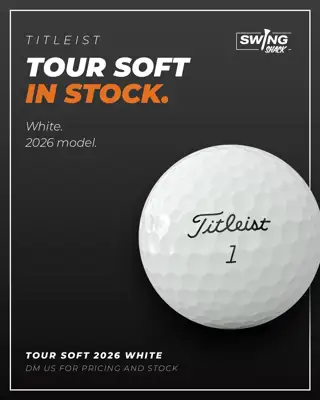 TITLEIST
SWING
SHACK
TOUR SOFT
IN STOCK.
White.
2026 model.
Titleist
1
TOUR SOFT 2026 WHITE
DM US FOR PRICING AND STOCK